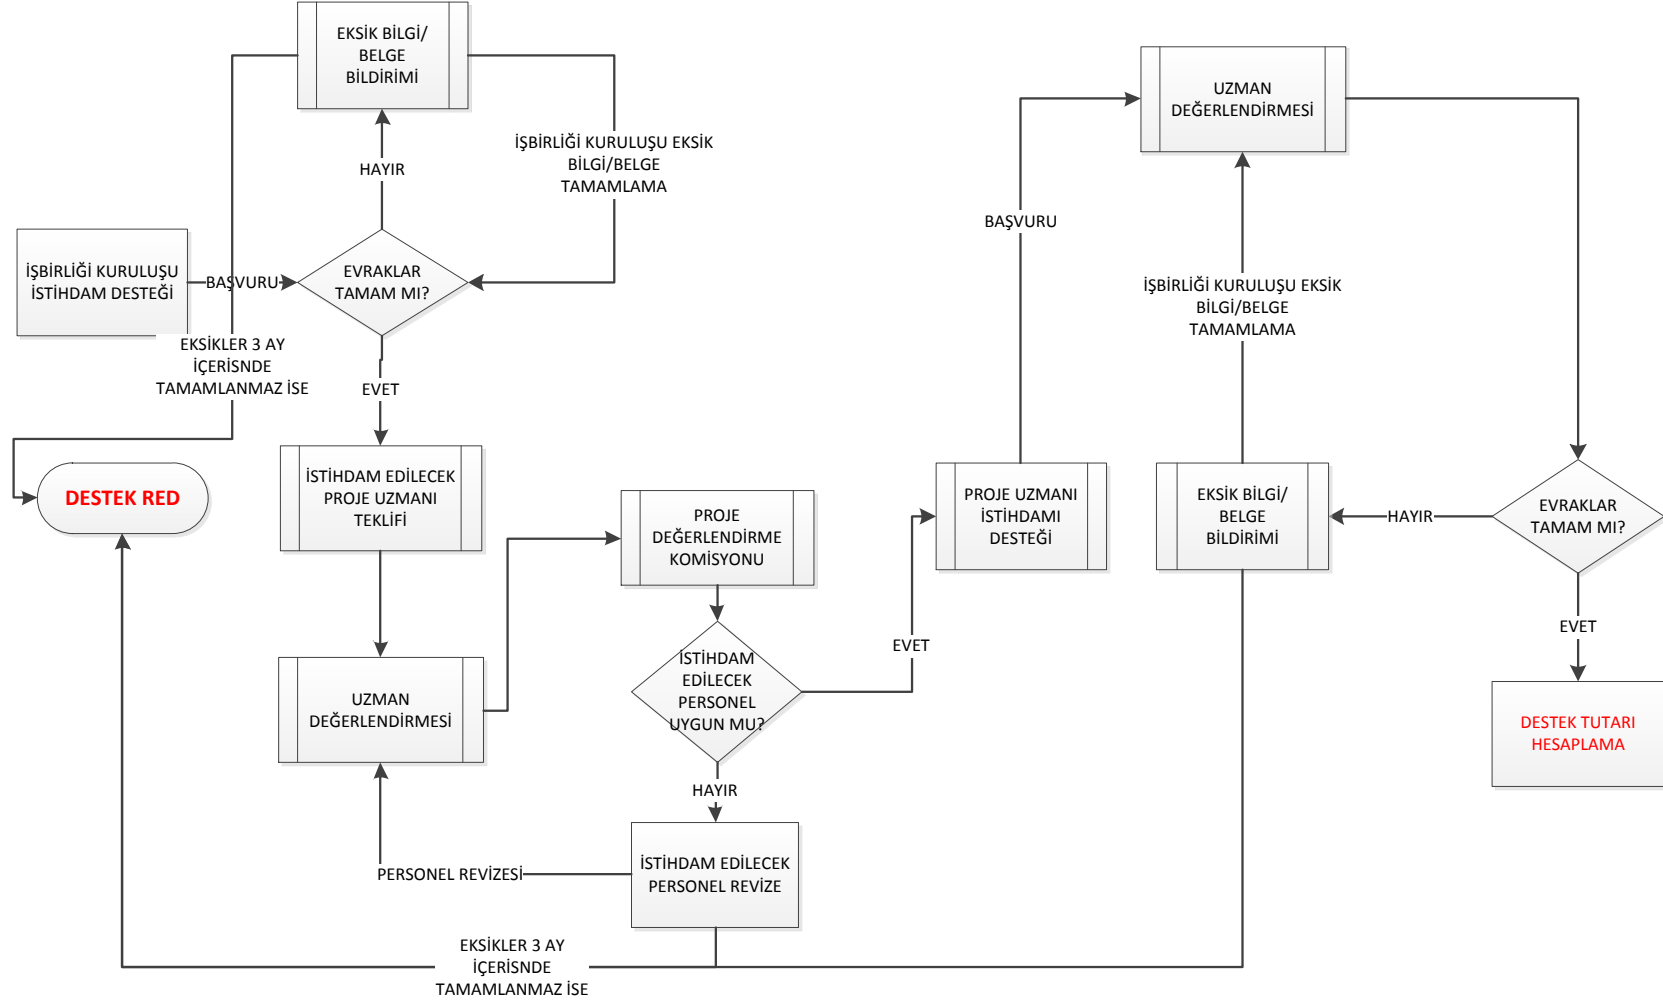 EKSİK BİLGİ/
BELGE
BİLDİRİMİ
HAYIR
İŞBİRLİĞİ KURULUŞU EKSİK
BİLGİ/BELGE
TAMAMLAMA
İŞBİRLİĞİ KURULUŞU
İSTİHDAM DESTEĞİ
BAŞVURU
EVRAKLAR
TAMAM MI?
EKSİKLER 3 AY
İÇERİSNDE
TAMAMLANMAZ İSE
EVET
DESTEK RED
İSTİHDAM EDİLECEK
PROJE UZMANI
TEKLİFİ
UZMAN
DEĞERLENDİRMESİ
PROJE
DEĞERLENDİRME
KOMİSYONU
İSTİHDAM
EDİLECEK
PERSONEL
UYGUN MU?
EVET
HAYIR
İSTİHDAM EDİLECEK
PERSONEL REVİZE
PERSONEL REVİZESİ
EKSİKLER 3 AY
İÇERİSNDE
TAMAMLANMAZ İSE
PROJE UZMANI
İSTİHDAMI
DESTEĞİ
BAŞVURU
UZMAN
DEĞERLENDİRMESİ
İŞBİRLİĞİ KURULUŞU EKSİK
BİLGİ/BELGE
TAMAMLAMA
EKSİK BİLGİ/
BELGE
BİLDİRİMİ
HAYIR
EVRAKLAR
TAMAM MI?
EVET
DESTEK TUTARI
HESAPLAMA